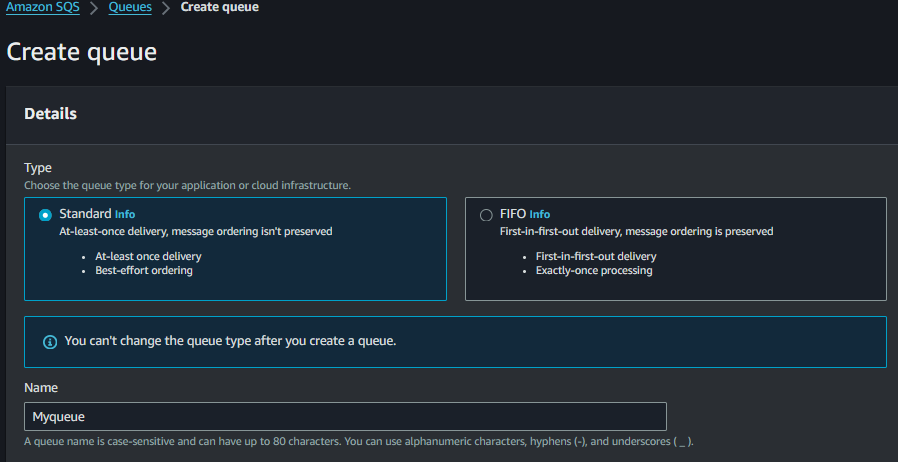 Amazon SQS > Queues > Create queue
Create queue
Details
Type
Choose the queue type for your application or cloud infrastructure.
Standard Info
At-least-once delivery, message ordering isn't preserved
• At-least once delivery
• Best-effort ordering
FIFO Info
First-in-first-out delivery, message ordering is preserved
• First-in-first-out delivery
• Exactly-once processing
You can't change the queue type after you create a queue.
Name
Myqueue
A queue name is case-sensitive and can have up to 80 characters. You can use alphanumeric characters, hyphens (-), and underscores ( _ ).